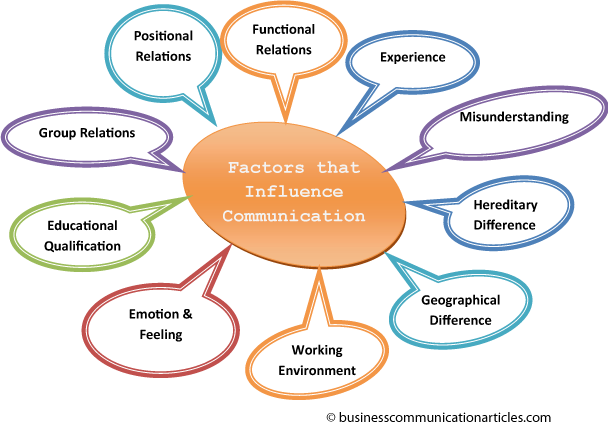 Positional
Relations
Functional
Relations
Experience
Misunderstanding
Group Relations
Factors that
Influence
Communication
Hereditary
Difference
Educational
Qualification
Geographical
Difference
Emotion &
Feeling
Working
Environment
© businesscommunicationarticles.com